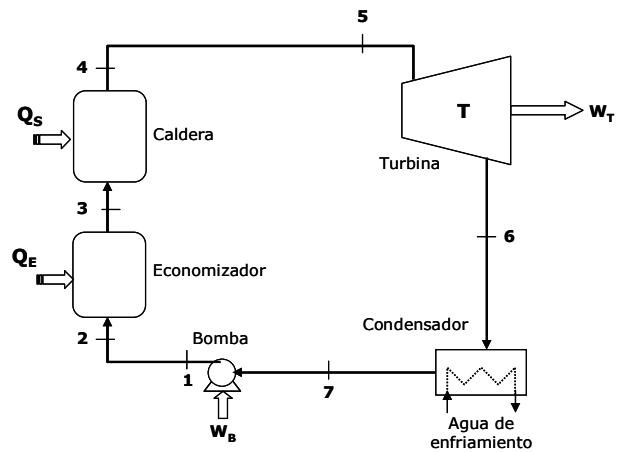 5
4
Q_S
Caldera
T
W_T
Turbina
3
6
Q_E
Economizador
2
Bomba
Condensador
1
7
W_B
Agua de
enfriamiento